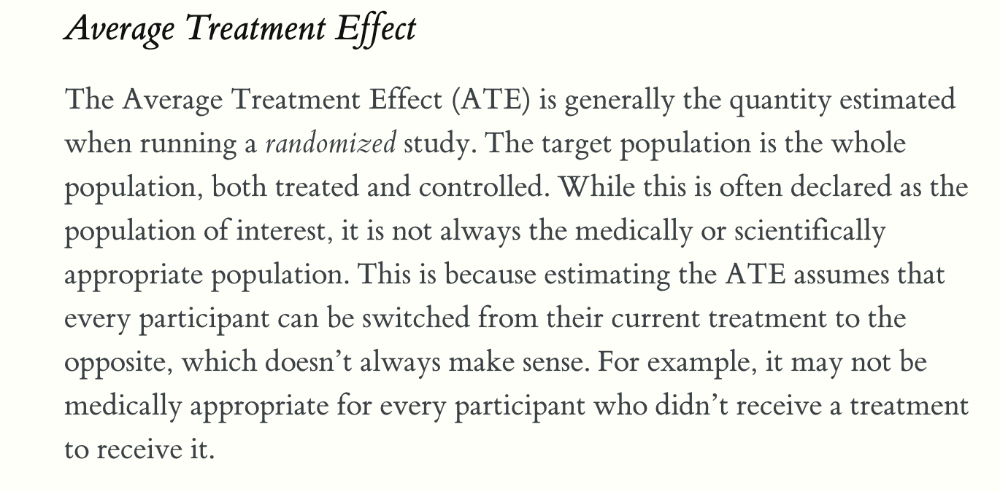 Average Treatment Effect
The Average Treatment Effect (ATE) is generally the quantity estimated
when running a randomized study. The target population is the whole
population, both treated and controlled. While this is often declared as the
population of interest, it is not always the medically or scientifically
appropriate population. This is because estimating the ATE assumes that
every participant can be switched from their current treatment to the
opposite, which doesn’t always make sense. For example, it may not be
medically appropriate for every participant who didn’t receive a treatment
to receive it.